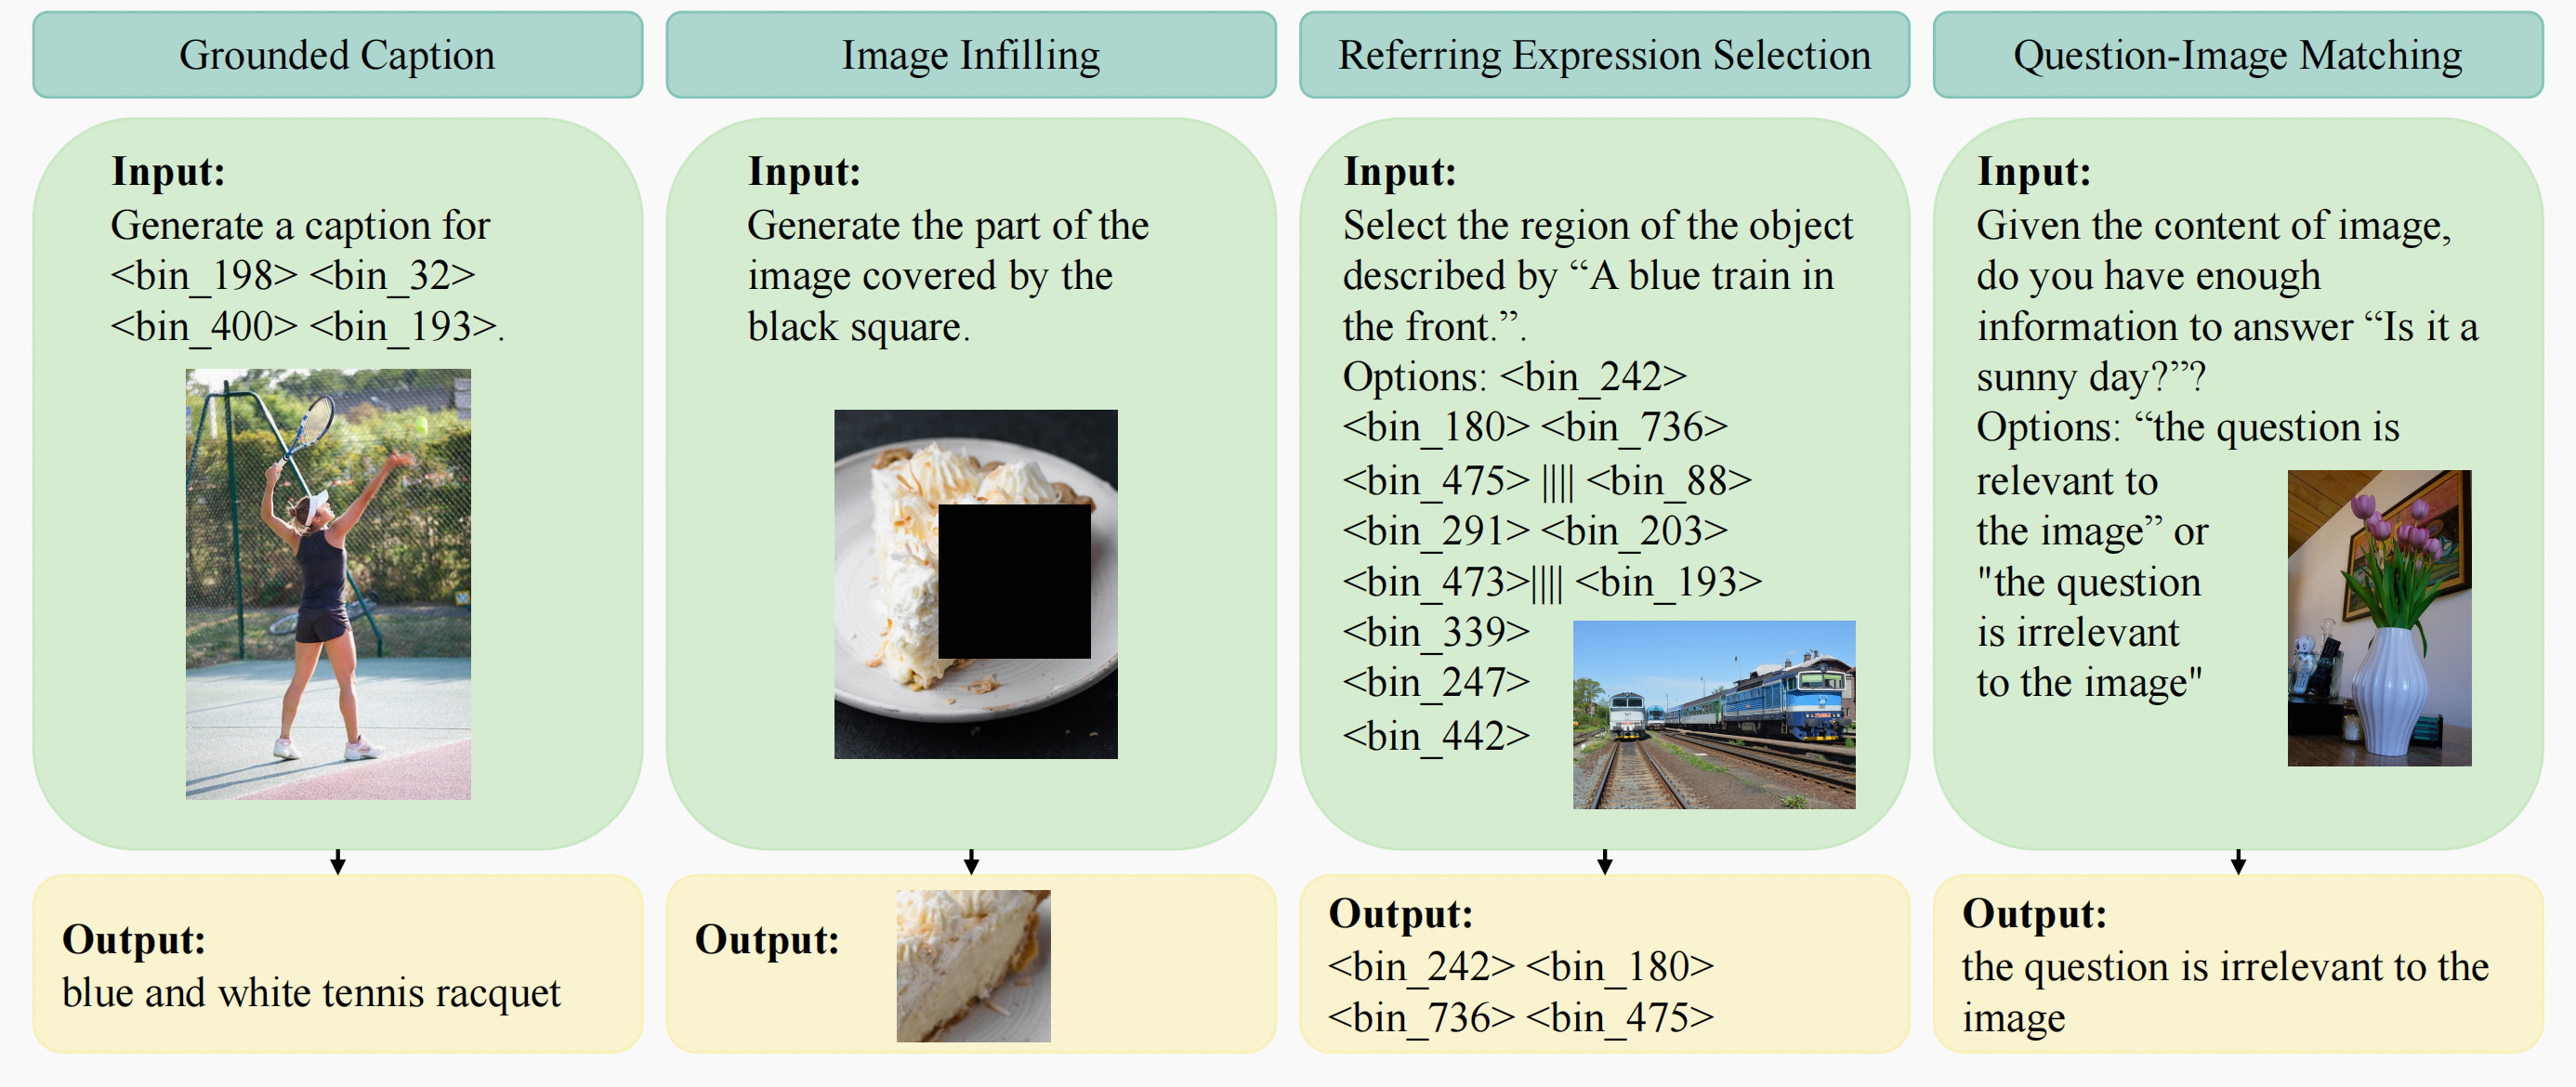 Grounded Caption
Input:
Generate a caption for
<bin_198> <bin_32>
<bin_400> <bin_193>.
Output:
blue and white tennis racquet
Image Infilling
Input:
Generate the part of the
image covered by the
black square.
Output:
Referring Expression Selection
Input:
Select the region of the object
described by “A blue train in
the front.”.
Options: <bin_242>
<bin_180> <bin_736>
<bin_475> |||| <bin_88>
<bin_291> <bin_203>
<bin_473>|||| <bin_193>
<bin_339>
<bin_247>
<bin_442>
Output:
<bin_242> <bin_180>
<bin_736> <bin_475>
Question-Image Matching
Input:
Given the content of image,
do you have enough
information to answer “Is it a
sunny day?”?
Options: “the question is
relevant to
the image” or
"the question
is irrelevant
to the image"
Output:
the question is irrelevant to the
image